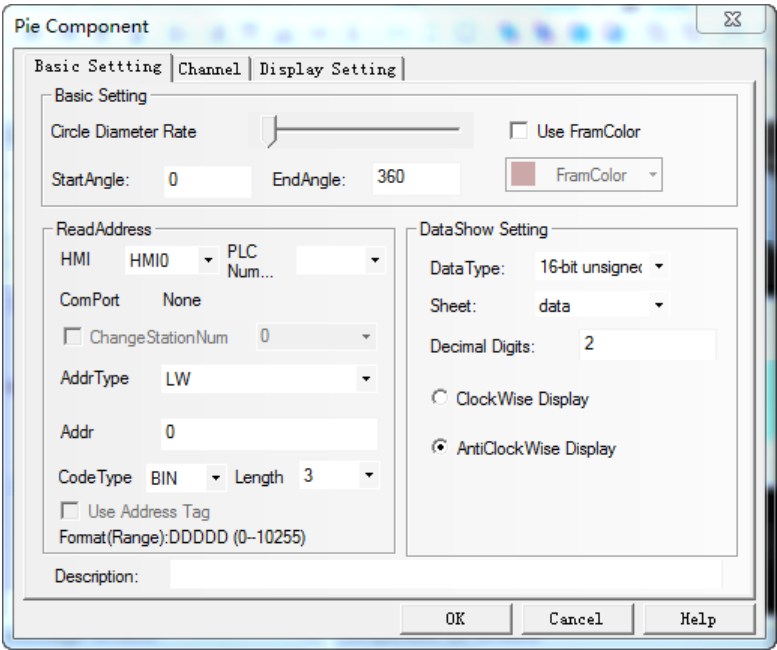 Pie Component
Basic Settting Channel Display Setting
Basic Setting
Circle Diameter Rate
Use FramColor
StartAngle: 0 EndAngle: 360 FramColor
ReadAddress
HMI HMI0 PLC Num...
ComPort None
ChangeStationNum 0
AddrType LW
Addr 0
CodeType BIN Length 3
Use Address Tag
Format(Range):DDDDD (0--10255)
DataShow Setting
DataType: 16-bit unsigned
Sheet: data
Decimal Digits: 2
ClockWise Display
AntiClockWise Display
Description:
OK Cancel Help